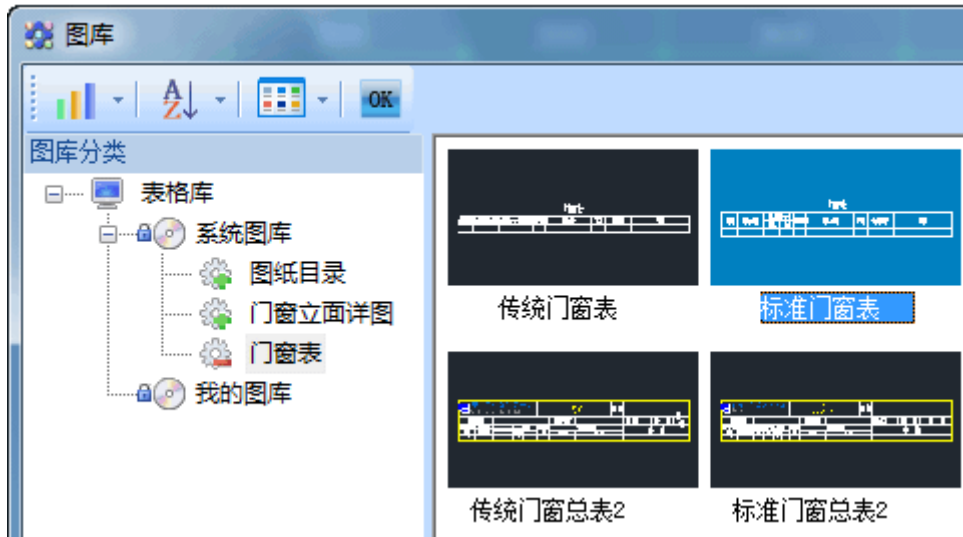 图库
A
Z
OK
图库分类
表格库
系统图库
图纸目录
门窗立面详图
门窗表
我的图库
传统门窗表
标准门窗表
传统门窗总表2
标准门窗总表2